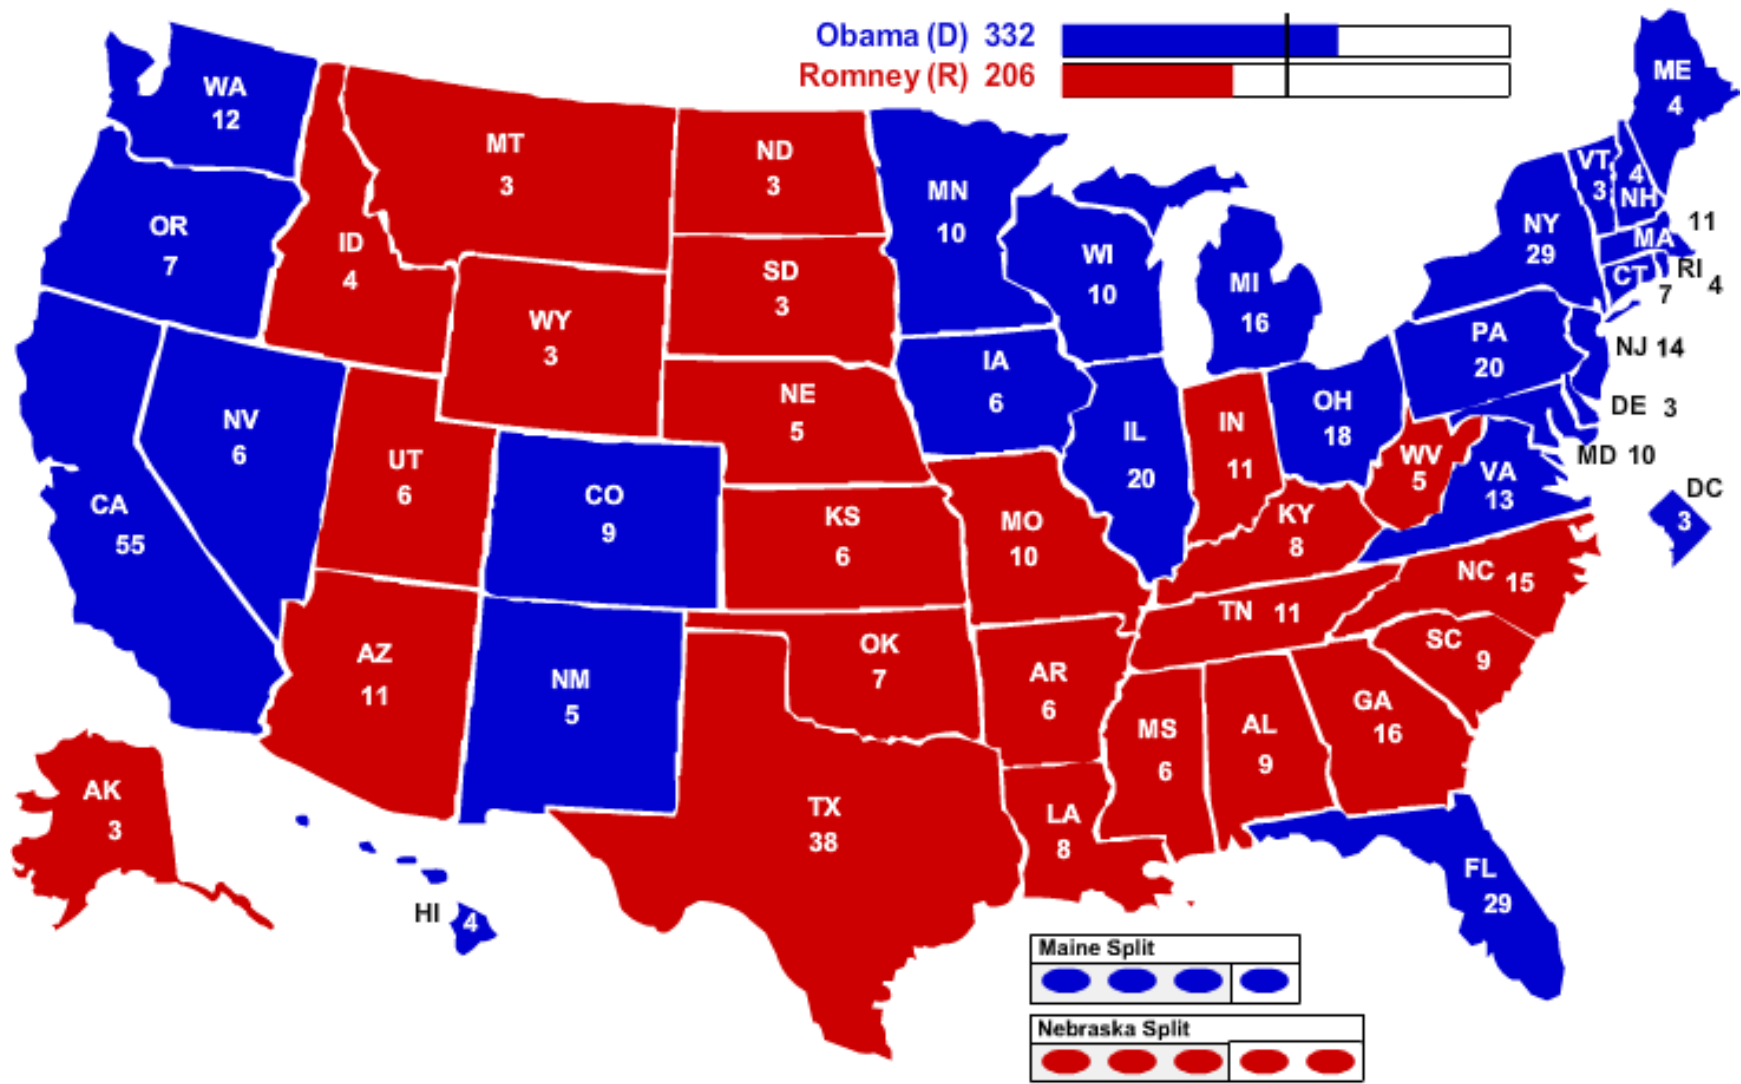 Obama (D) 332
Romney (R) 206
WA
12
OR
7
CA
55
NV
6
ID
4
MT
3
WY
3
UT
6
AZ
11
CO
9
NM
5
ND
3
SD
3
NE
5
KS
6
OK
7
TX
38
MN
10
IA
6
MO
10
AR
6
LA
8
WI
10
IL
20
MI
16
IN
11
OH
18
KY
8
TN 11
MS
6
AL
9
GA
16
FL
29
SC
9
NC 15
VA
13
WV
5
PA
20
NY
29
VT
3
4
NH
ME
4
11
MA
RI 4
CT
7
NJ 14
DE 3
MD 10
DC
3
AK
3
HI 4
Maine Split
Nebraska Split